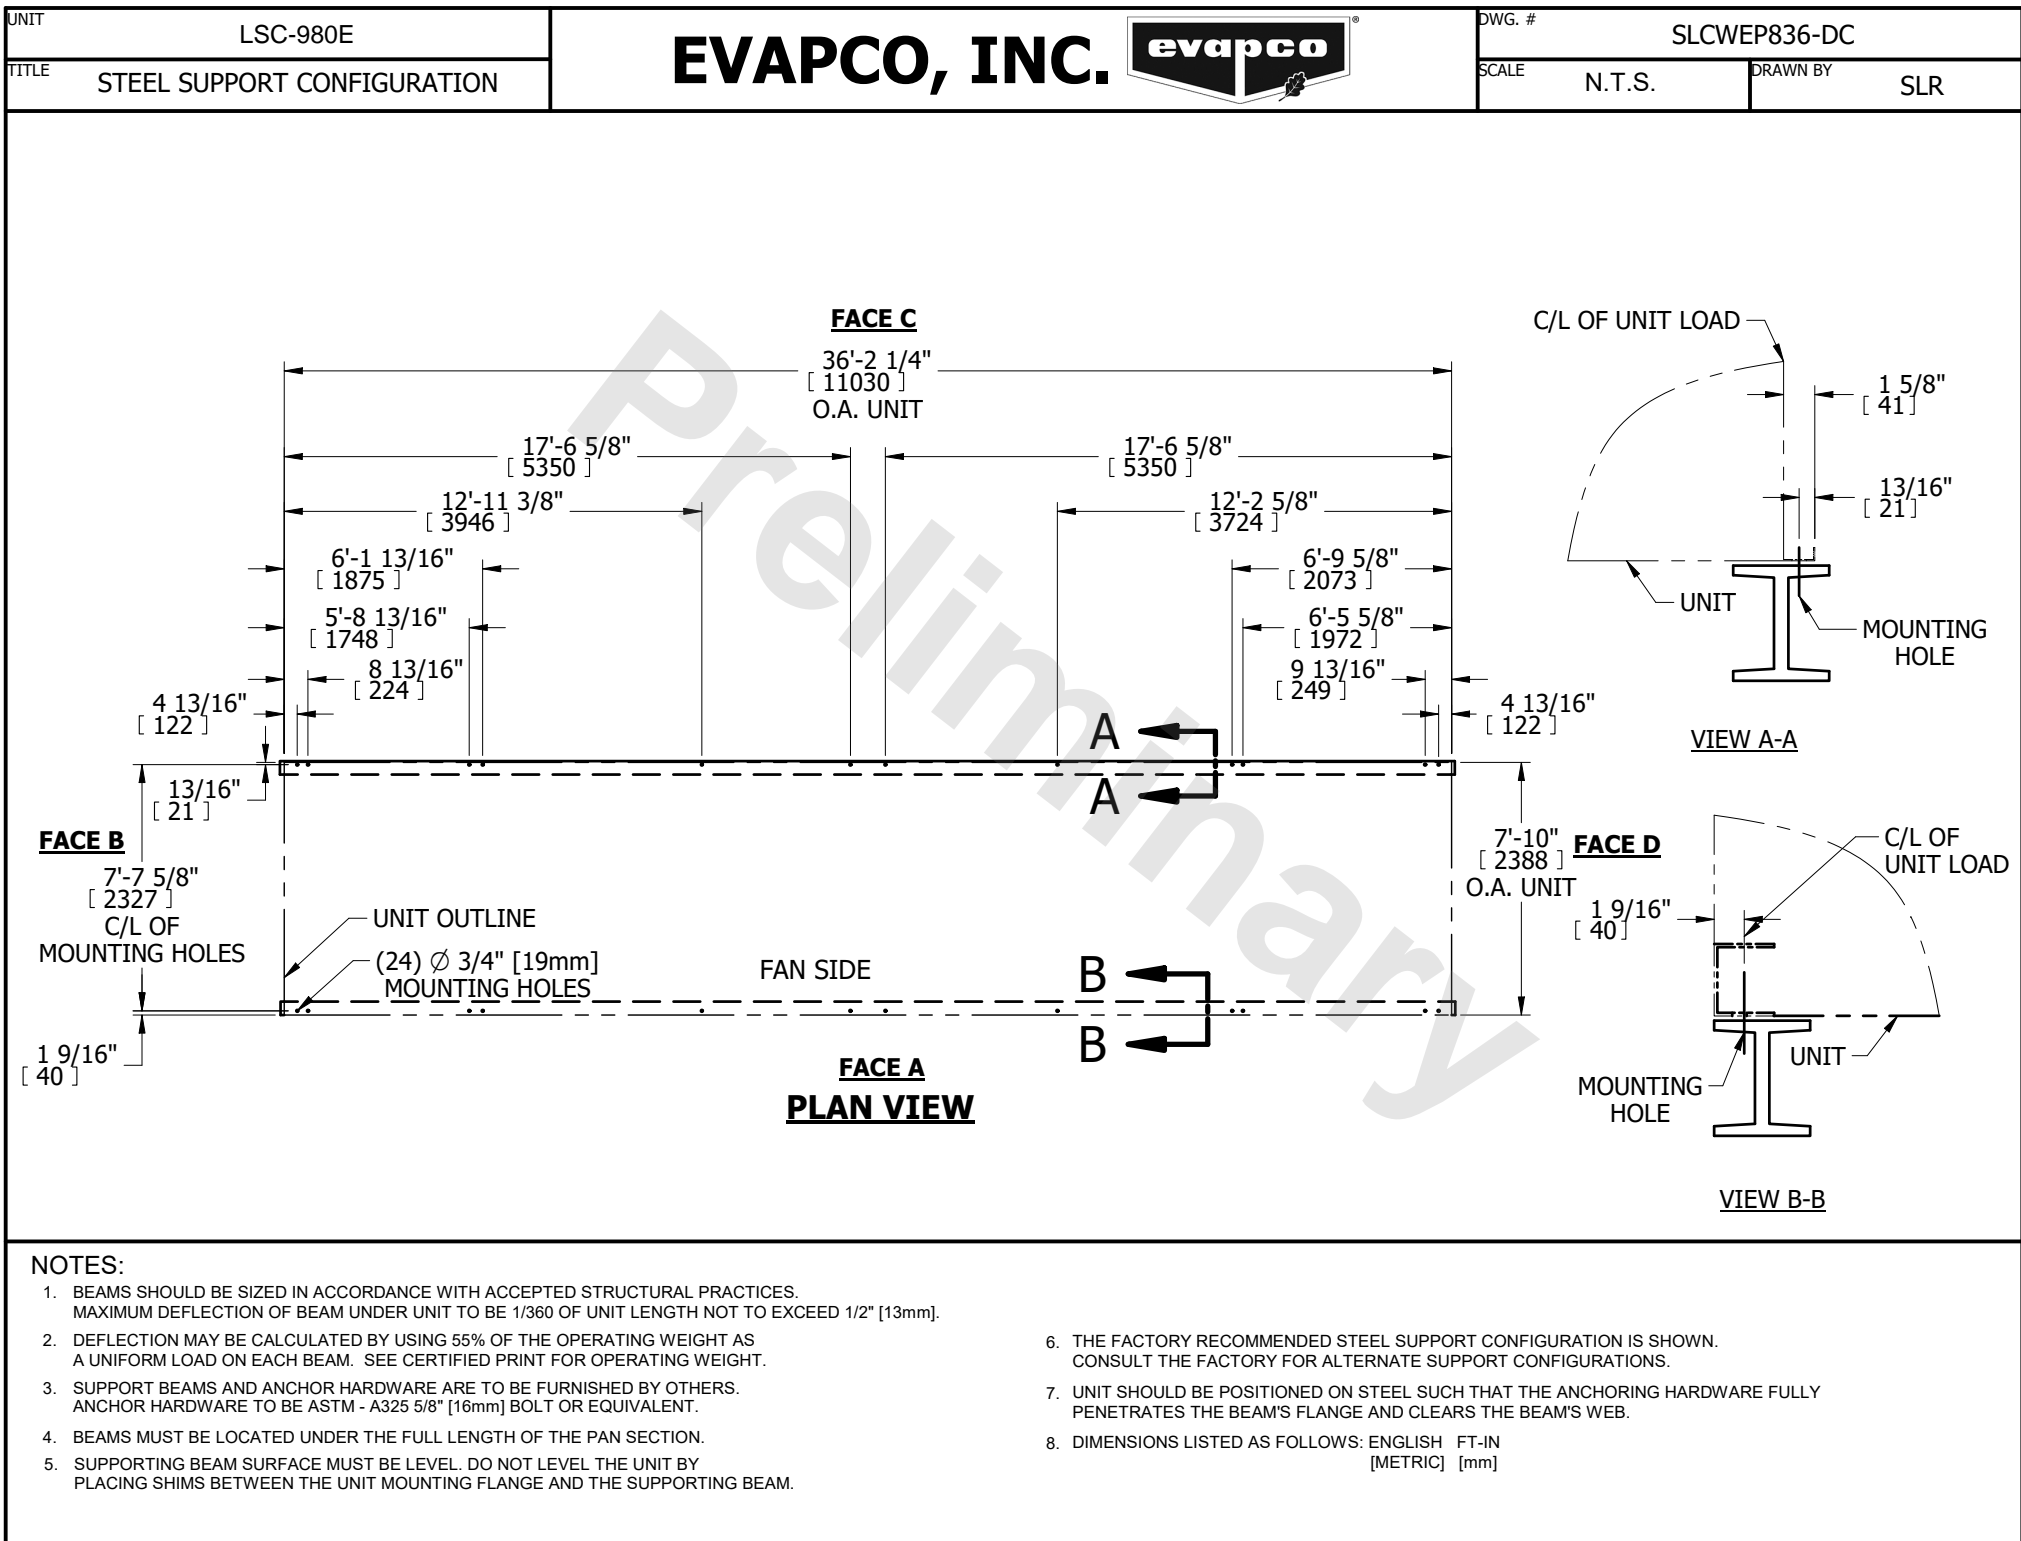 UNIT
LSC-980E
TITLE
STEEL SUPPORT CONFIGURATION
EVAPCO, INC.
evapco
®
DWG. #
SLCWEP836-DC
SCALE
N.T.S.
DRAWN BY
SLR
Preliminary
FACE C
36'-2 1/4"
[ 11030 ]
O.A. UNIT
17'-6 5/8"
[ 5350 ]
17'-6 5/8"
[ 5350 ]
12'-11 3/8"
[ 3946 ]
12'-2 5/8"
[ 3724 ]
6'-1 13/16"
[ 1875 ]
6'-9 5/8"
[ 2073 ]
5'-8 13/16"
[ 1748 ]
6'-5 5/8"
[ 1972 ]
8 13/16"
[ 224 ]
9 13/16"
[ 249 ]
4 13/16"
[ 122 ]
4 13/16"
[ 122 ]
A
A
13/16"
[ 21 ]
FACE B
7'-7 5/8"
[ 2327 ]
C/L OF
MOUNTING HOLES
7'-10"
[ 2388 ]
O.A. UNIT
FACE D
UNIT OUTLINE
(24) Ø 3/4" [19mm]
MOUNTING HOLES
FAN SIDE
B
B
1 9/16"
[ 40 ]
FACE A
PLAN VIEW
C/L OF UNIT LOAD
1 5/8"
[ 41 ]
13/16"
[ 21 ]
UNIT
MOUNTING
HOLE
VIEW A-A
C/L OF
UNIT LOAD
1 9/16"
[ 40 ]
UNIT
MOUNTING
HOLE
VIEW B-B
NOTES:
1. BEAMS SHOULD BE SIZED IN ACCORDANCE WITH ACCEPTED STRUCTURAL PRACTICES.
MAXIMUM DEFLECTION OF BEAM UNDER UNIT TO BE 1/360 OF UNIT LENGTH NOT TO EXCEED 1/2" [13mm].
2. DEFLECTION MAY BE CALCULATED BY USING 55% OF THE OPERATING WEIGHT AS
A UNIFORM LOAD ON EACH BEAM. SEE CERTIFIED PRINT FOR OPERATING WEIGHT.
3. SUPPORT BEAMS AND ANCHOR HARDWARE ARE TO BE FURNISHED BY OTHERS.
ANCHOR HARDWARE TO BE ASTM - A325 5/8" [16mm] BOLT OR EQUIVALENT.
4. BEAMS MUST BE LOCATED UNDER THE FULL LENGTH OF THE PAN SECTION.
5. SUPPORTING BEAM SURFACE MUST BE LEVEL. DO NOT LEVEL THE UNIT BY
PLACING SHIMS BETWEEN THE UNIT MOUNTING FLANGE AND THE SUPPORTING BEAM.
6. THE FACTORY RECOMMENDED STEEL SUPPORT CONFIGURATION IS SHOWN.
CONSULT THE FACTORY FOR ALTERNATE SUPPORT CONFIGURATIONS.
7. UNIT SHOULD BE POSITIONED ON STEEL SUCH THAT THE ANCHORING HARDWARE FULLY
PENETRATES THE BEAM'S FLANGE AND CLEARS THE BEAM'S WEB.
8. DIMENSIONS LISTED AS FOLLOWS: ENGLISH FT-IN
[METRIC] [mm]